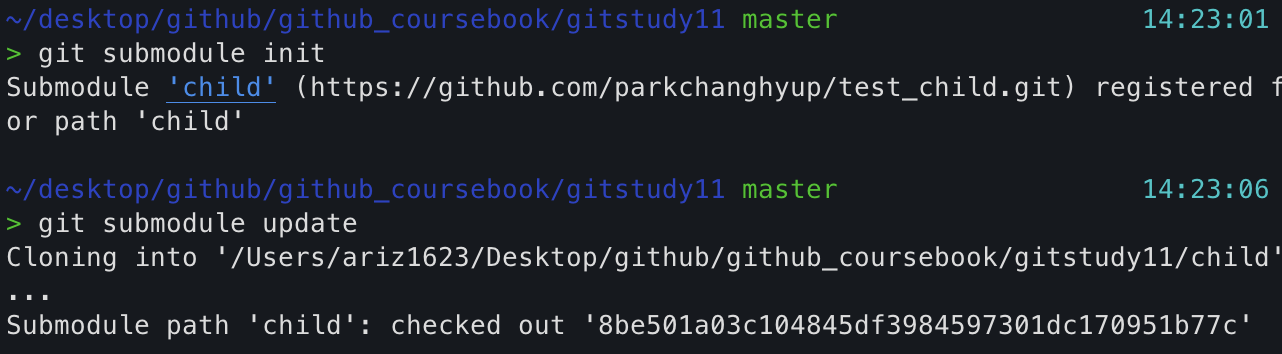 ~/desktop/github/github_coursebook/gitstudy11 master 14:23:01
> git submodule init
Submodule 'child' (https://github.com/parkchanghyup/test_child.git) registered f
or path 'child'
~/desktop/github/github_coursebook/gitstudy11 master 14:23:06
> git submodule update
Cloning into '/Users/ariz1623/Desktop/github/github_coursebook/gitstudy11/child'
...
Submodule path 'child': checked out '8be501a03c104845df3984597301dc170951b77c'